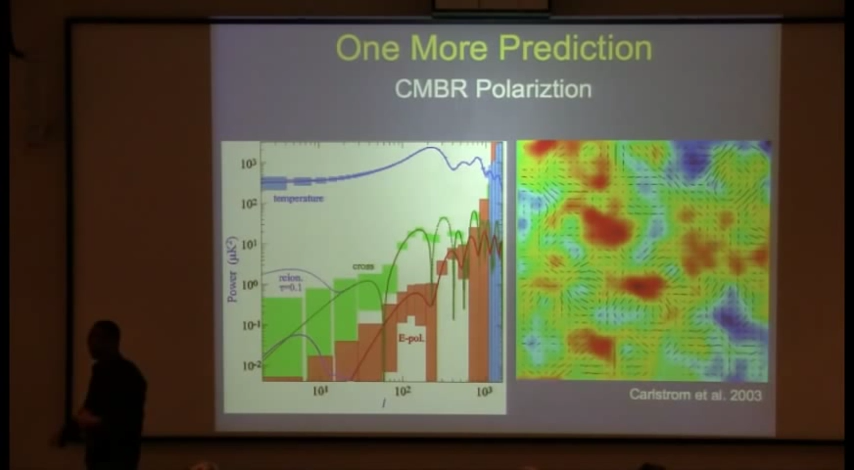 One More Prediction
CMBR Polariztion
10³
10²
10¹
10⁰
10⁻¹
10⁻²
Power (μK²)
temperature
cross
reion.
τ=0.1
E-pol.
10¹
10²
10³
l
Carlstrom et al. 2003